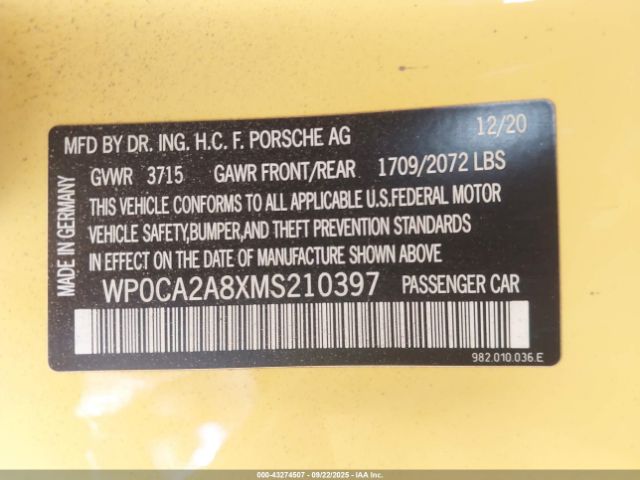 MFD BY DR. ING. H.C. F. PORSCHE AG 12/20
GVWR 3715 GAWR FRONT/REAR 1709/2072 LBS
THIS VEHICLE CONFORMS TO ALL APPLICABLE U.S.FEDERAL MOTOR
VEHICLE SAFETY,BUMPER,AND THEFT PREVENTION STANDARDS
IN EFFECT ON THE DATE OF MANUFACTURE SHOWN ABOVE
WP0CA2A8XMS210397 PASSENGER CAR
982.010.036.E
MADE IN GERMANY
000-43274507 - 09/22/2025 - IAA Inc.